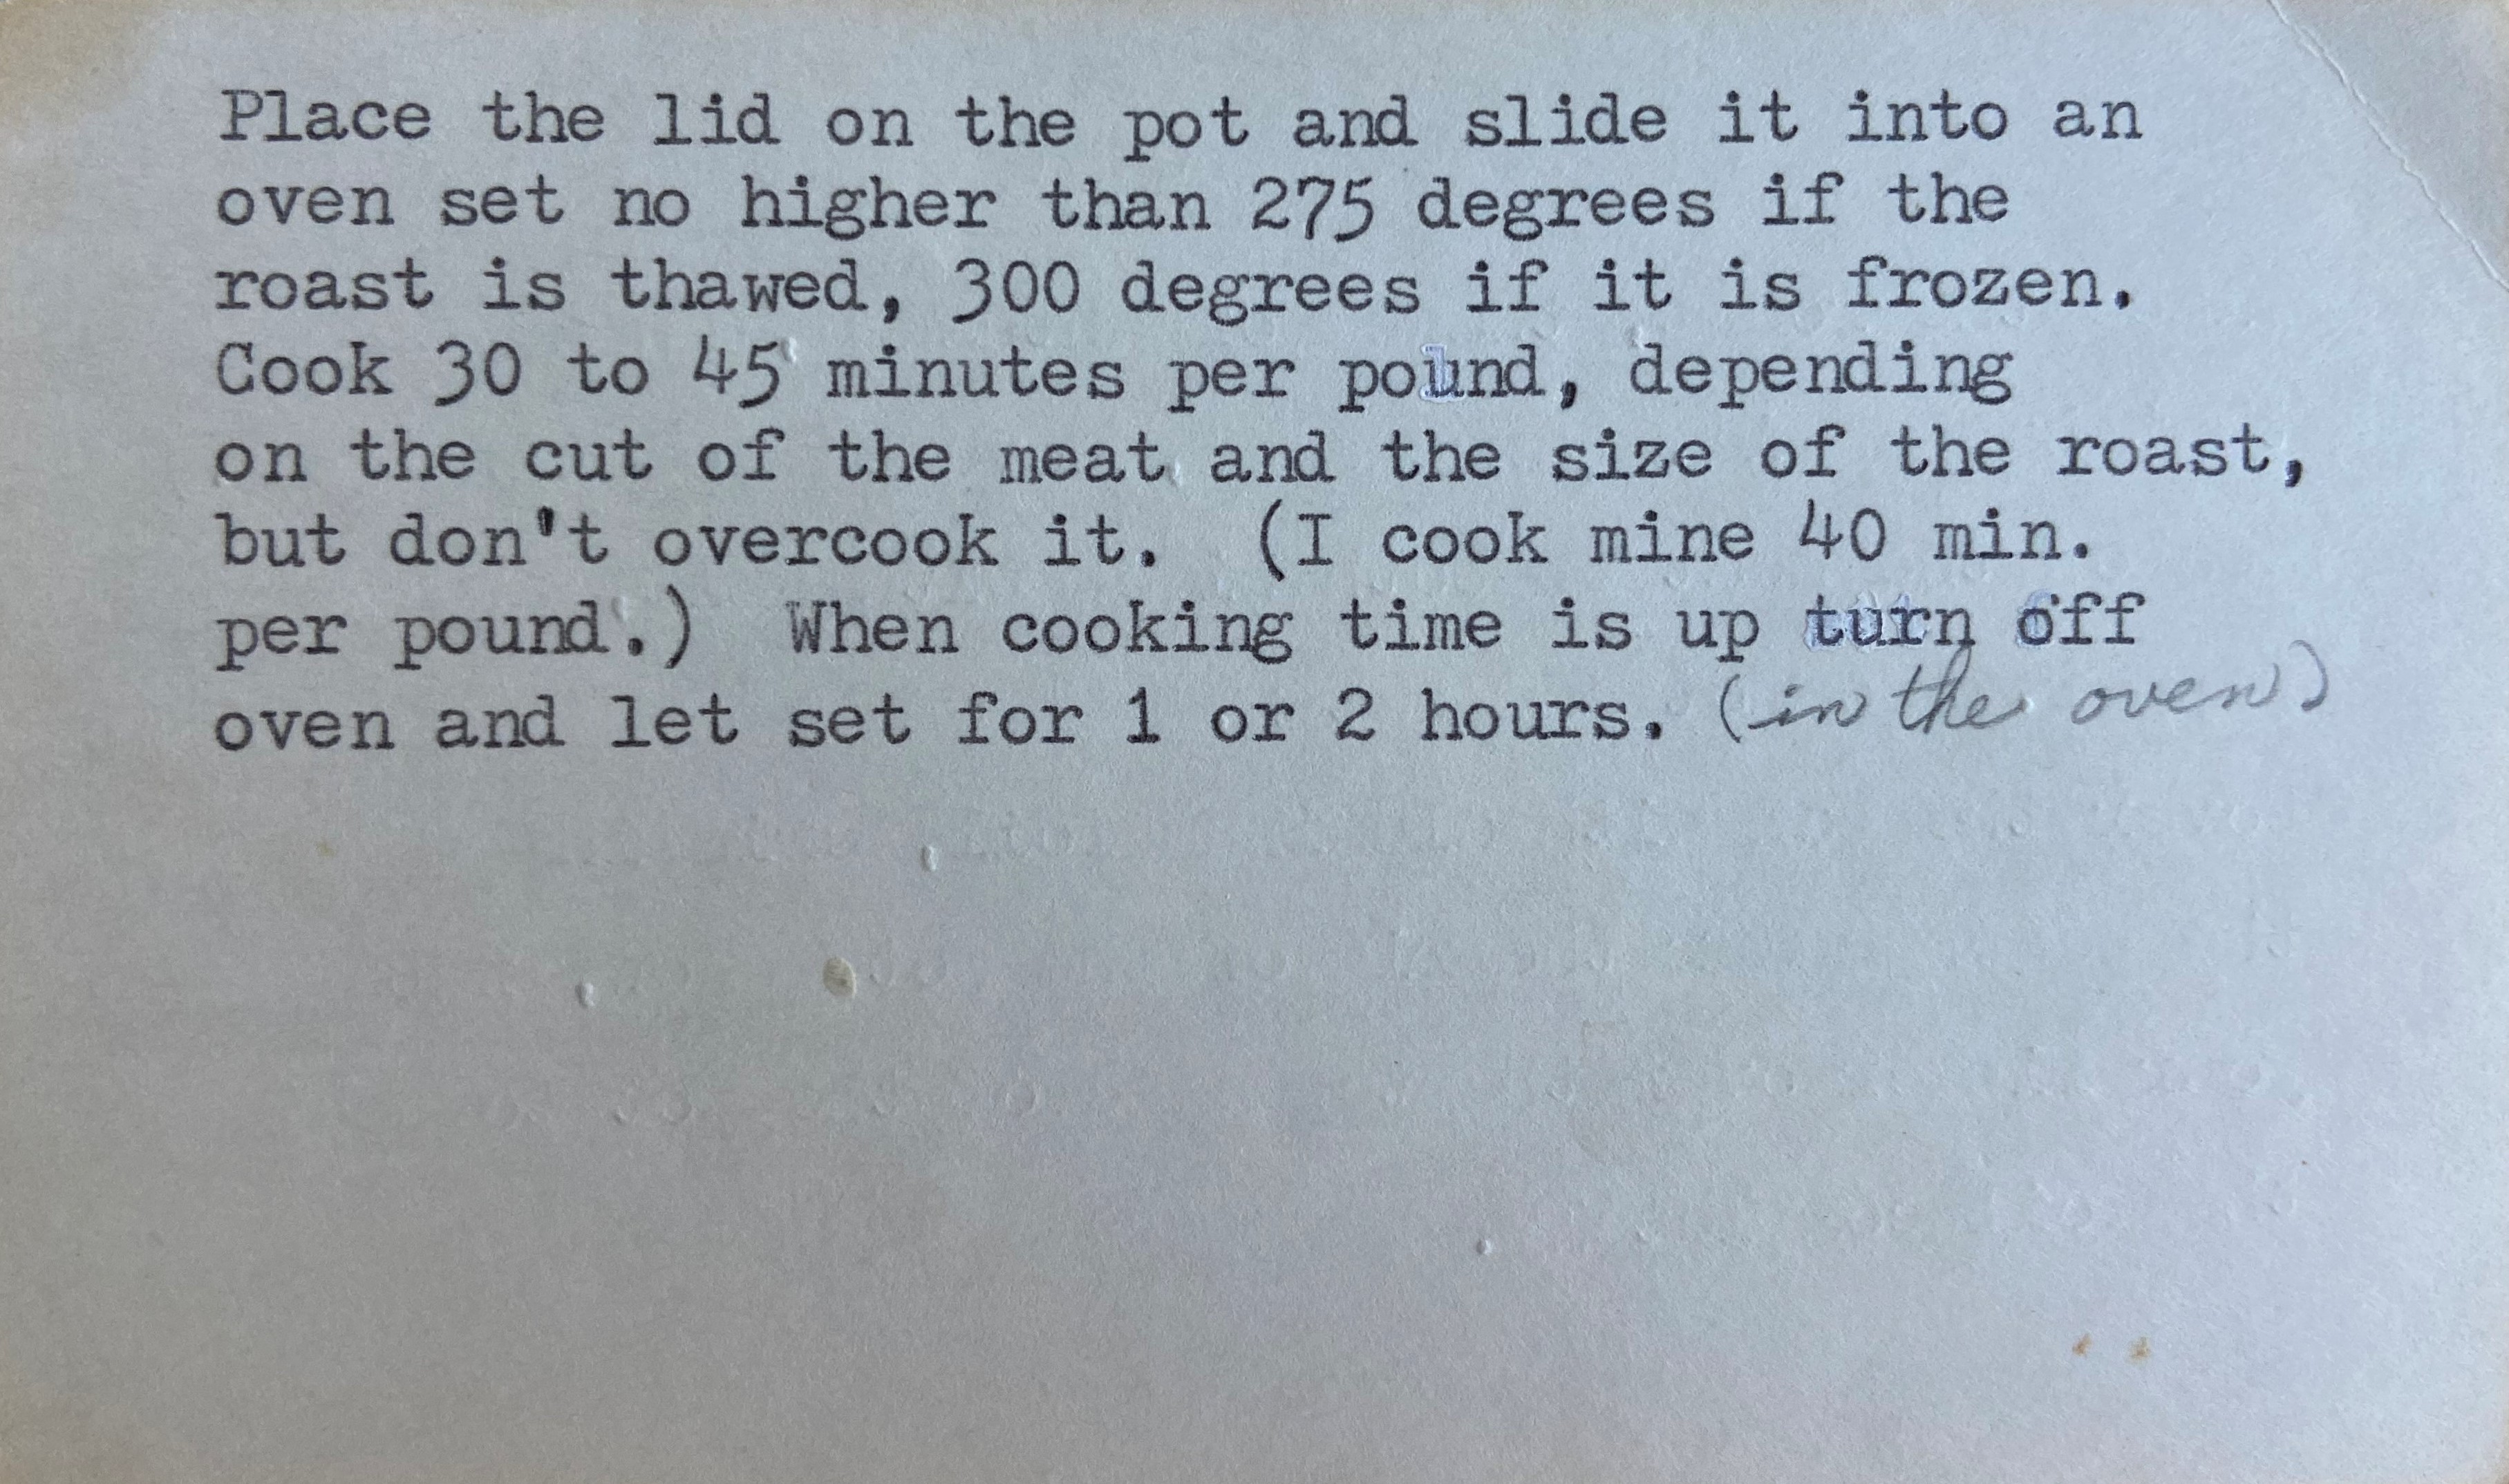 Place the lid on the pot and slide it into an
oven set no higher than 275 degrees if the
roast is thawed, 300 degrees if it is frozen.
Cook 30 to 45 minutes per pound, depending
on the cut of the meat and the size of the roast,
but don't overcook it.  (I cook mine 40 min.
per pound.)  When cooking time is up turn off
oven and let set for 1 or 2 hours. (in the oven)